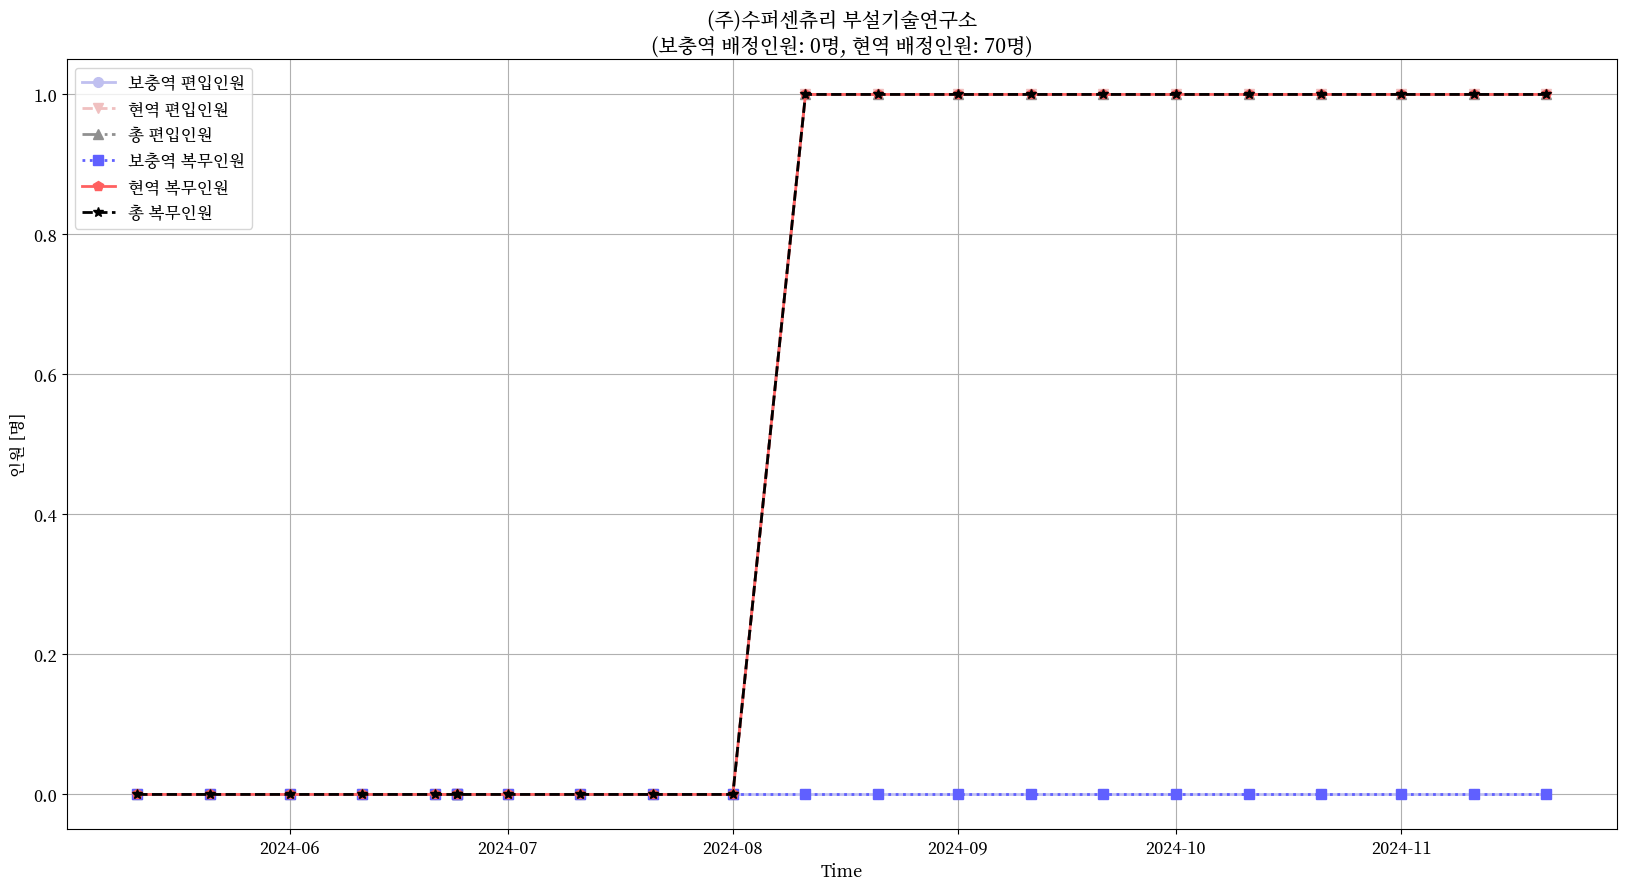 (주)수퍼센츄리 부설기술연구소
(보충역 배정인원: 0명, 현역 배정인원: 70명)
보충역 편입인원
현역 편입인원
총 편입인원
보충역 복무인원
현역 복무인원
총 복무인원
인원 [명]
1.0
0.8
0.6
0.4
0.2
0.0
2024-06
2024-07
2024-08
2024-09
2024-10
2024-11
Time